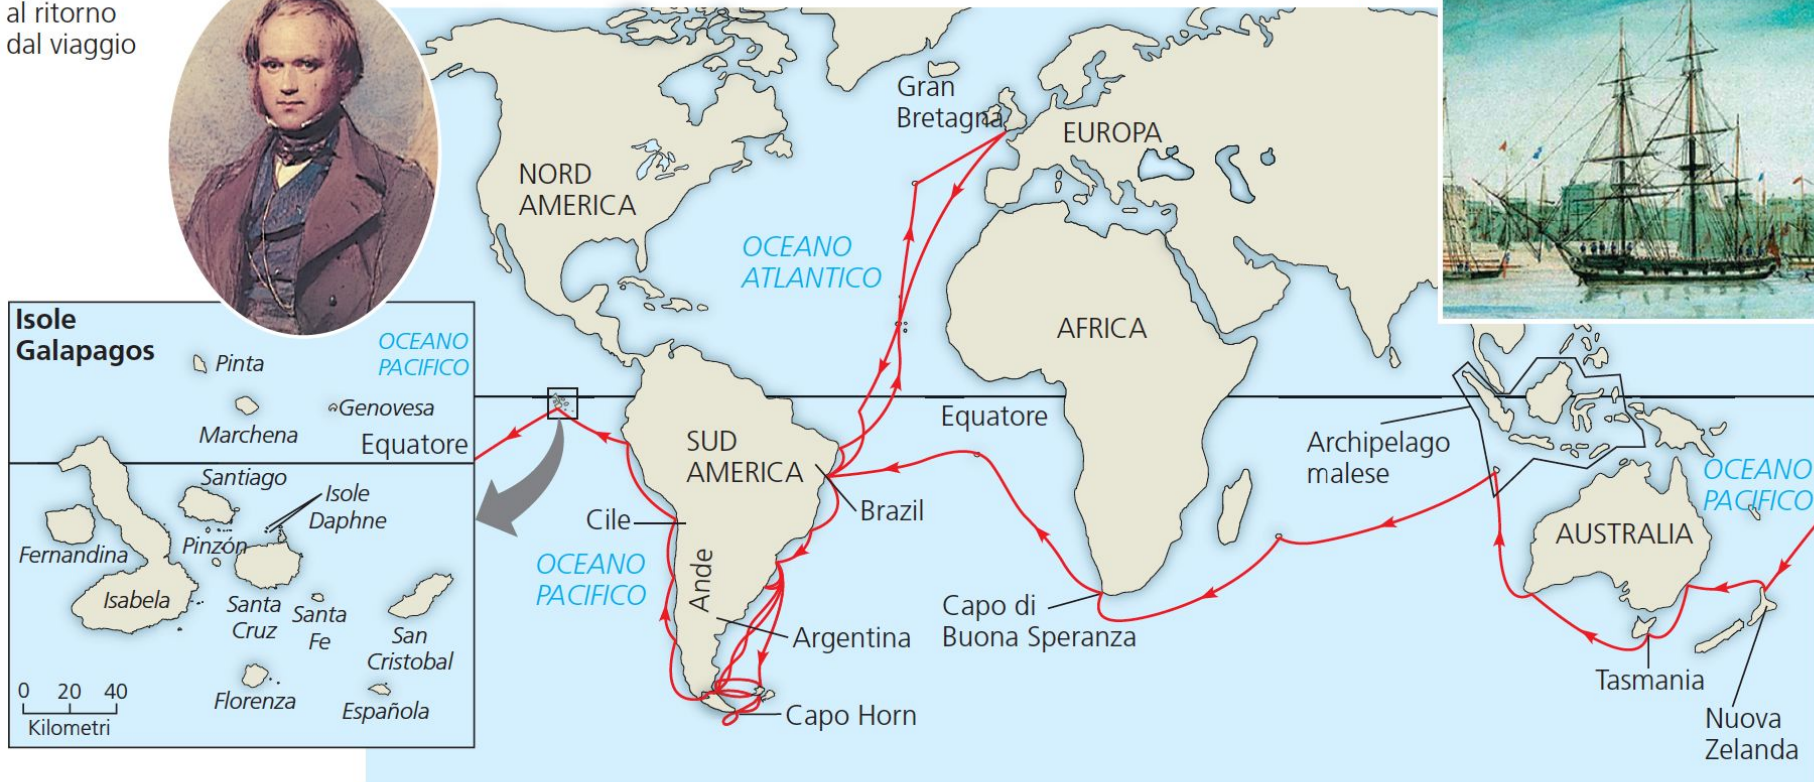 al ritorno
dal viaggio
Gran
Bretagna
EUROPA
NORD
AMERICA
OCEANO
ATLANTICO
AFRICA
Equatore
SUD
AMERICA
Brazil
Cile
OCEANO
PACIFICO
Ande
Argentina
Capo Horn
Capo di
Buona Speranza
Archipelago
malese
OCEANO
PACIFICO
AUSTRALIA
Tasmania
Nuova
Zelanda
Isole
Galapagos
OCEANO
PACIFICO
Pinta
Genovesa
Marchena
Equatore
Santiago
Isole
Daphne
Pinzón
Fernandina
Isabela
Santa
Cruz
Santa
Fe
San
Cristobal
Florenza
Española
0 20 40
Kilometri